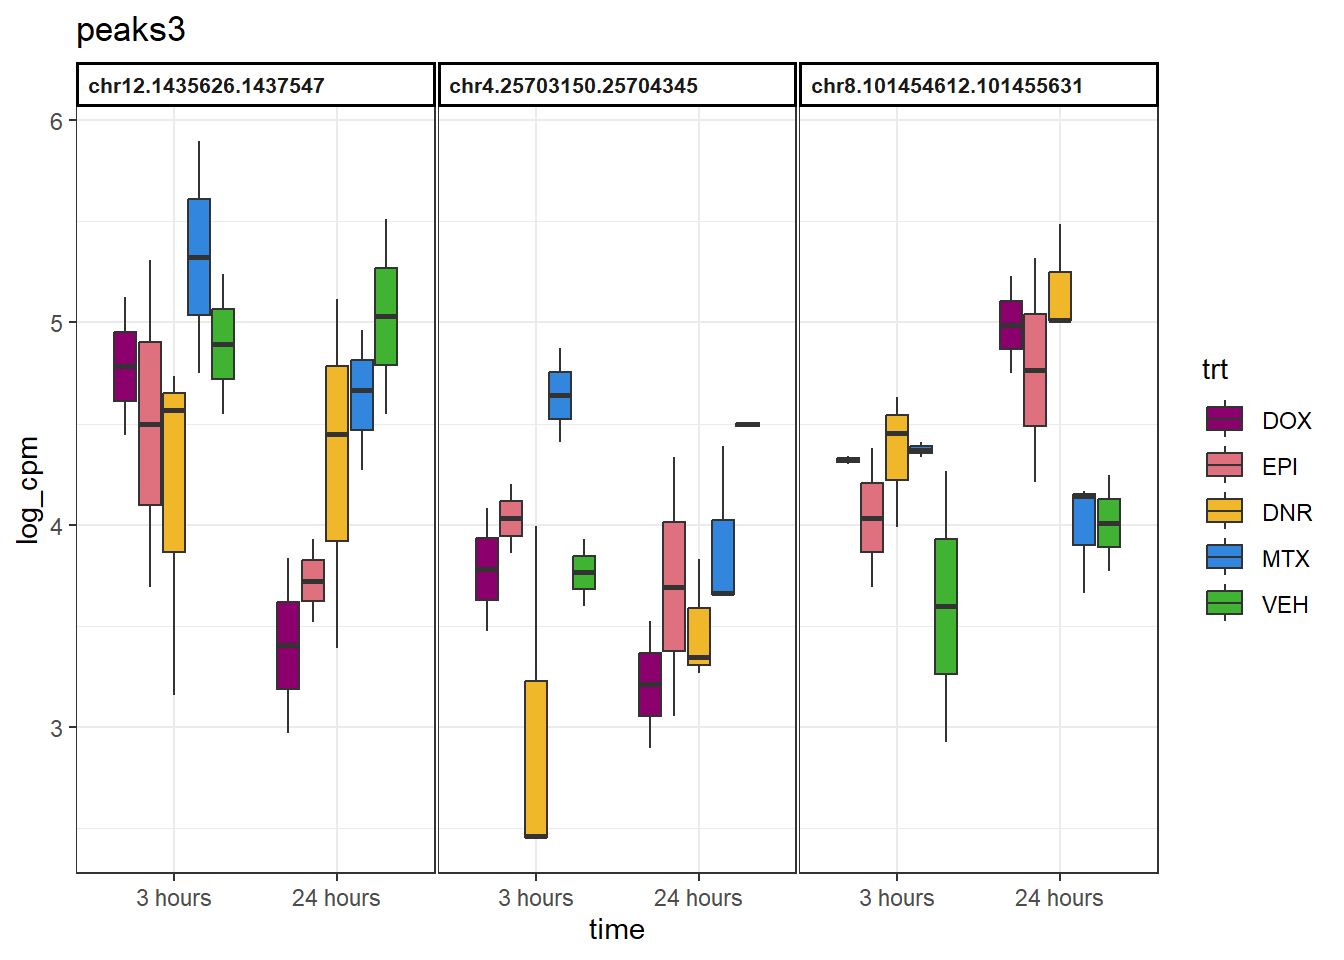 peaks3
chr12.1435626.1437547
chr4.25703150.25704345
chr8.101454612.101455631
6
5
4
3
log_cpm
3 hours
24 hours
3 hours
24 hours
3 hours
24 hours
time
trt
DOX
EPI
DNR
MTX
VEH